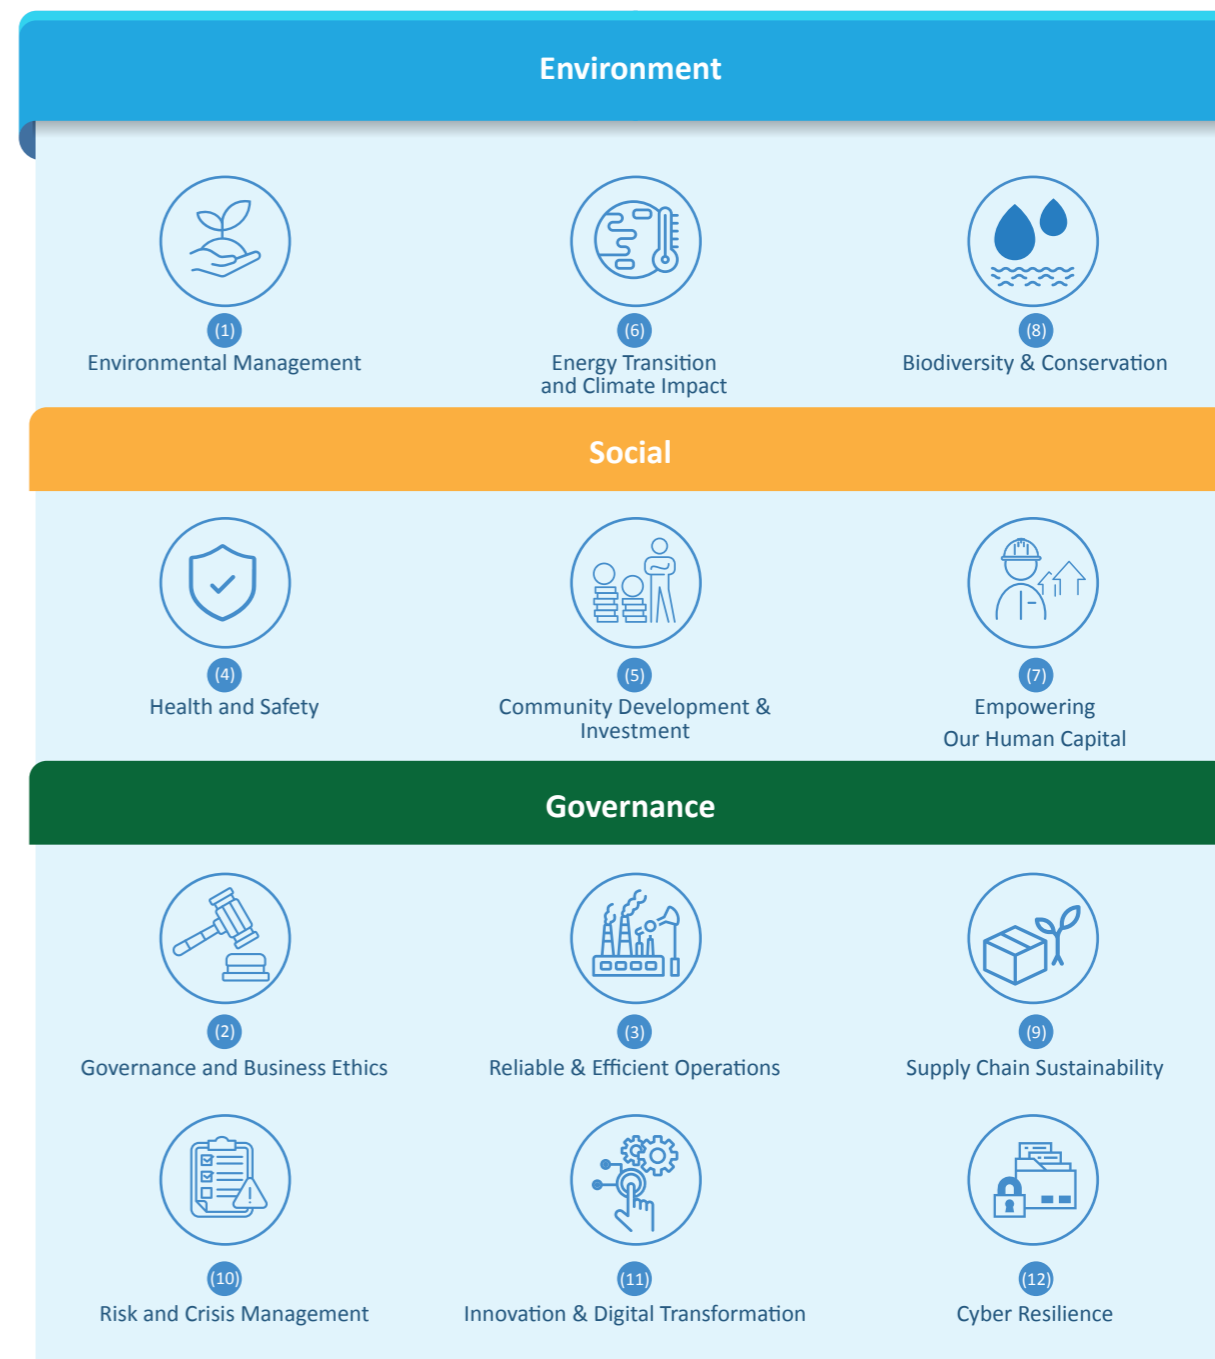 Environment
(1)
Environmental Management
(6)
Energy Transition
and Climate Impact
(8)
Biodiversity & Conservation
Social
(4)
Health and Safety
(5)
Community Development &
Investment
(7)
Empowering
Our Human Capital
Governance
(2)
Governance and Business Ethics
(3)
Reliable & Efficient Operations
(9)
Supply Chain Sustainability
(10)
Risk and Crisis Management
(11)
Innovation & Digital Transformation
(12)
Cyber Resilience